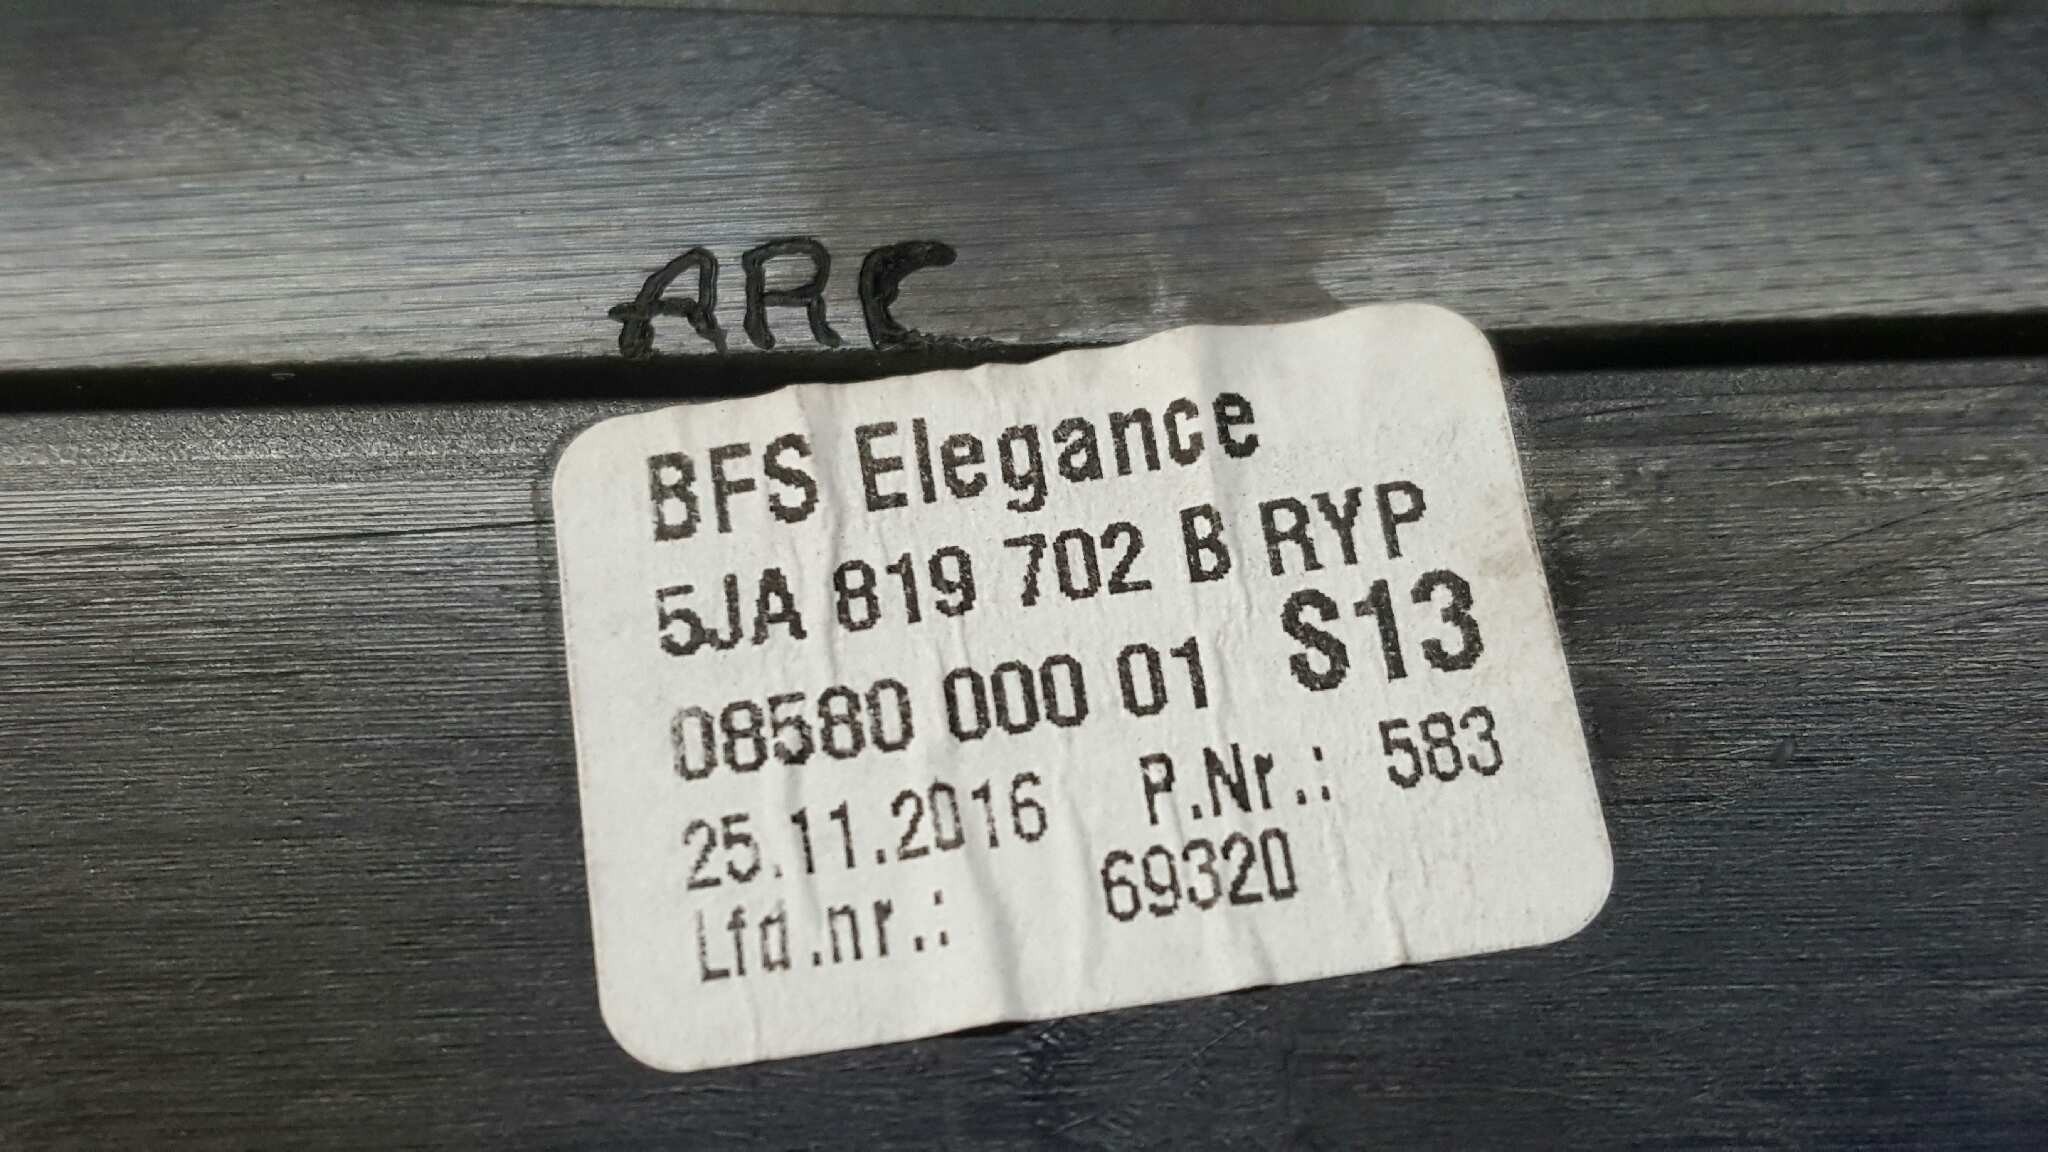 ARC
BFS Elegance
5JA 819 702 B RYP
08580 000 01 S13
25.11.2016 P.Nr.: 583
Lfd.nr.: 69320